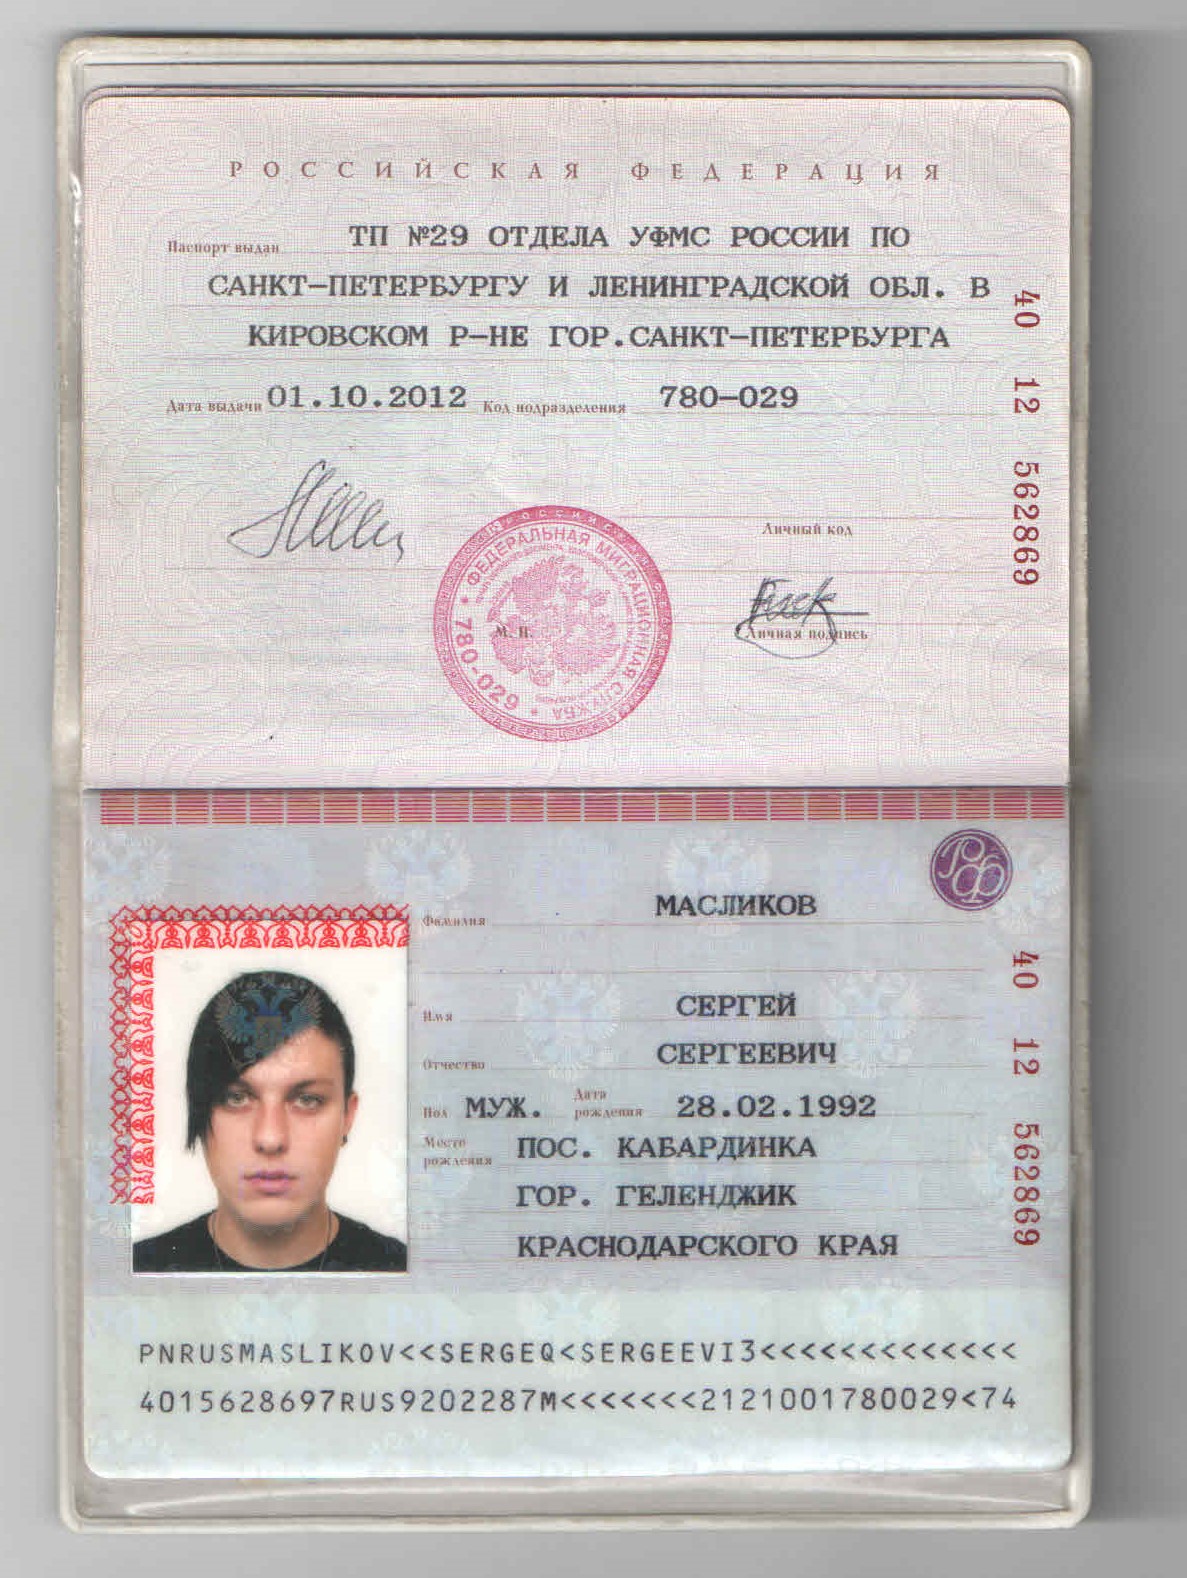 РОССИЙСКАЯ ФЕДЕРАЦИЯ
Паспорт выдан ТП №29 ОТДЕЛА УФМС РОССИИ ПО
САНКТ-ПЕТЕРБУРГУ И ЛЕНИНГРАДСКОЙ ОБЛ. В
КИРОВСКОМ Р-НЕ ГОР.САНКТ-ПЕТЕРБУРГА
Дата выдачи 01.10.2012 Код подразделения 780-029
40 12 562869
Личный код
ФЕДЕРАЛЬНАЯ МИГРАЦИОННАЯ СЛУЖБА
780-029
М. П.
Личная подпись
РФ
Фамилия МАСЛИКОВ
Имя СЕРГЕЙ
Отчество СЕРГЕЕВИЧ
Пол МУЖ. Дата рождения 28.02.1992
Место рождения ПОС. КАБАРДИНКА
ГОР. ГЕЛЕНДЖИК
КРАСНОДАРСКОГО КРАЯ
40 12 562869
PNRUSMASLIKOV<<SERGEQ<SERGEEVI3<<<<<<<<<<<<<
4015628697RUS9202287M<<<<<<<2121001780029<74